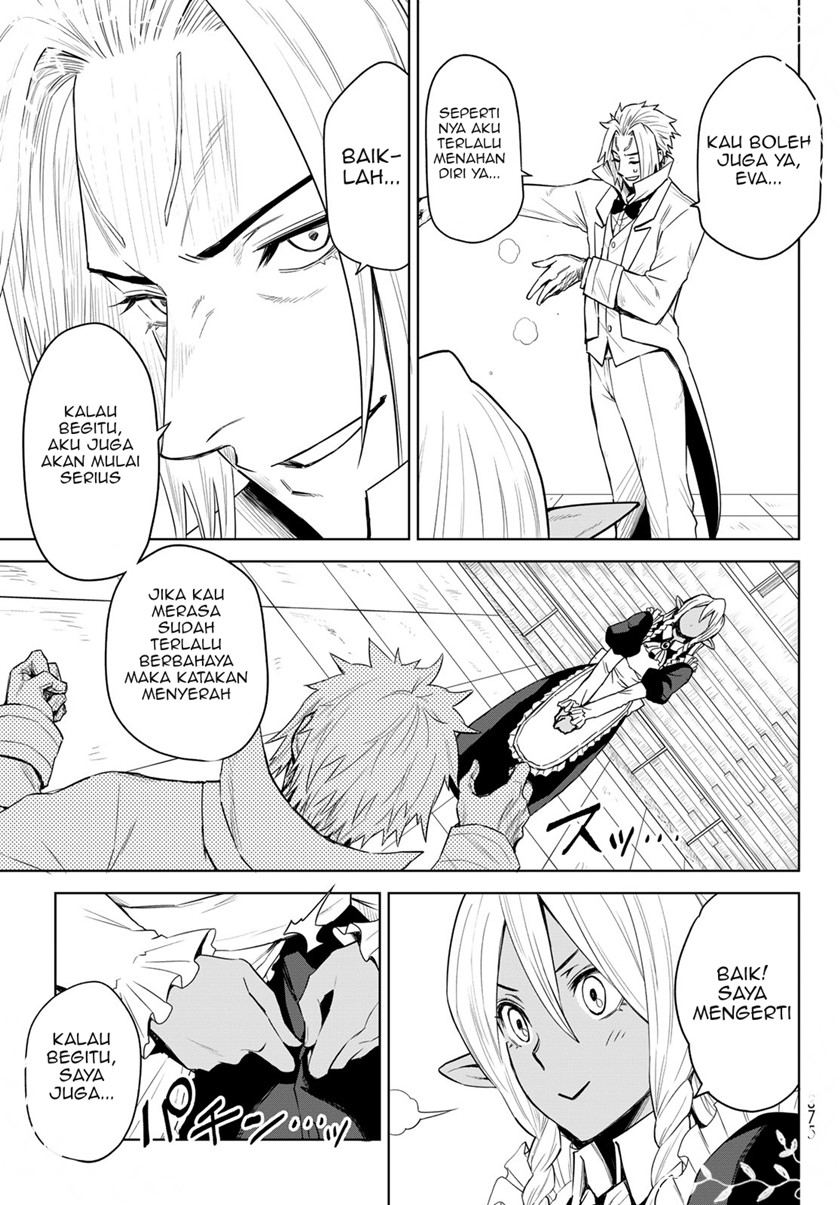 KAU BOLEH
JUGA YA,
EVA...
SEPERTI
NYA AKU
TERLALU
MENAHAN
DIRI YA...
BAIK-
LAH...
KALAU
BEGITU,
AKU JUGA
AKAN MULAI
SERIUS
JIKA KAU
MERASA
SUDAH
TERLALU
BERBAHAYA
MAKA KATAKAN
MENYERAH
スッ・・・・
BAIK!
SAYA
MENGERTI
KALAU
BEGITU,
SAYA
JUGA...
パチン・・・ッ